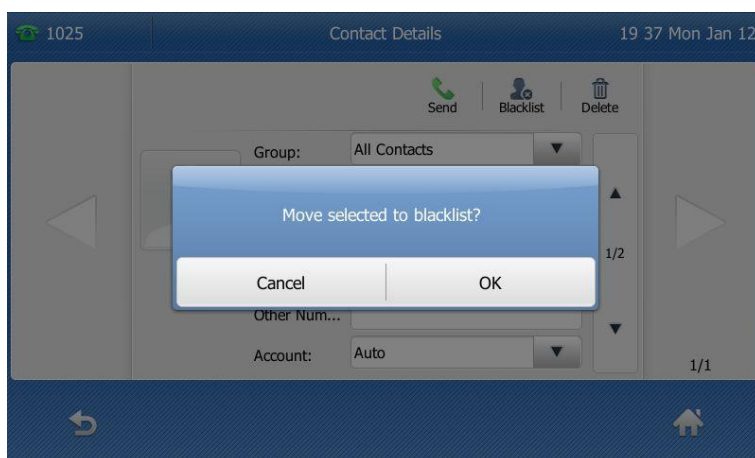 1025 Contact Details 19 37 Mon Jan 12
Send Blacklist Delete
Group: All Contacts
Move selected to blacklist?
1/2
Cancel OK
Other Num...
Account: Auto
1/1